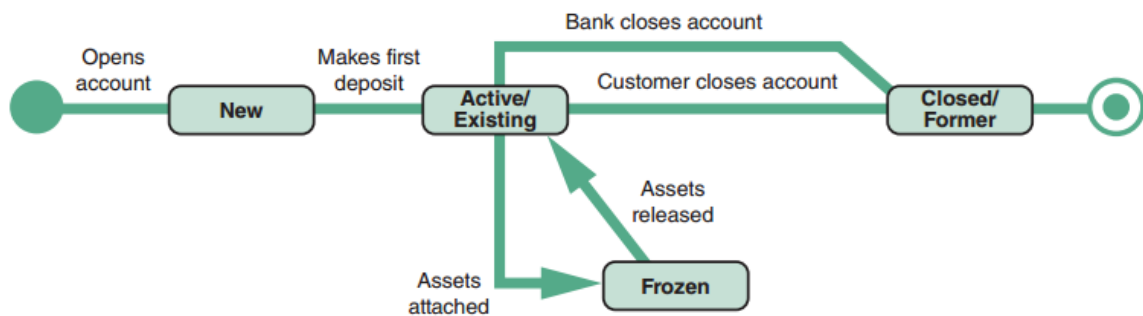 Bank closes account
Opens
account
Makes first
deposit
Customer closes account
New
Active/
Existing
Closed/
Former
Assets
released
Assets
attached
Frozen